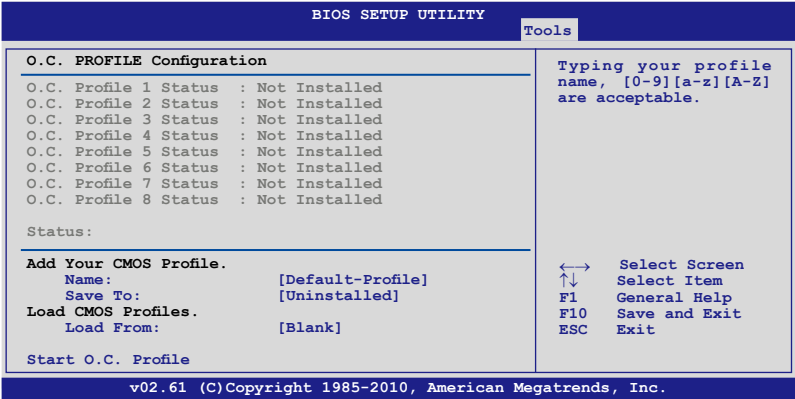 BIOS SETUP UTILITY
Tools
O.C. PROFILE Configuration
O.C. Profile 1 Status : Not Installed
O.C. Profile 2 Status : Not Installed
O.C. Profile 3 Status : Not Installed
O.C. Profile 4 Status : Not Installed
O.C. Profile 5 Status : Not Installed
O.C. Profile 6 Status : Not Installed
O.C. Profile 7 Status : Not Installed
O.C. Profile 8 Status : Not Installed
Status:
Add Your CMOS Profile.
Name: [Default-Profile]
Save To: [Uninstalled]
Load CMOS Profiles.
Load From: [Blank]
Start O.C. Profile
Typing your profile
name, [0-9][a-z][A-Z]
are acceptable.
←→ Select Screen
↑↓ Select Item
F1 General Help
F10 Save and Exit
ESC Exit
v02.61 (C)Copyright 1985-2010, American Megatrends, Inc.